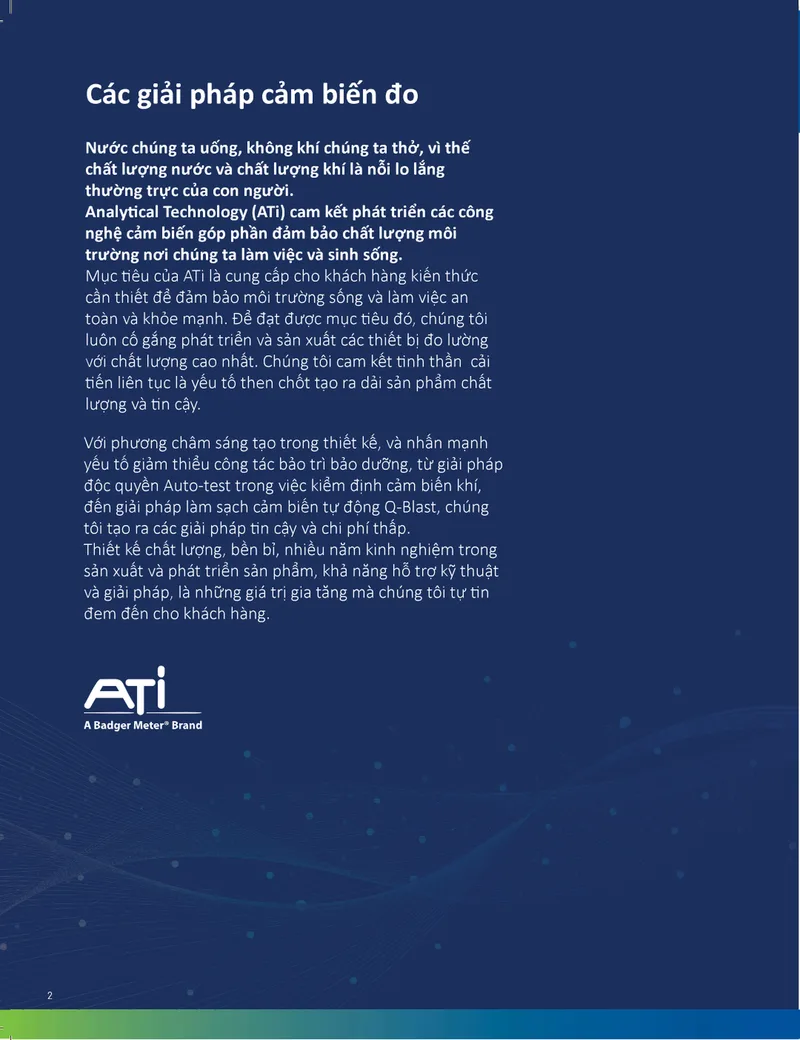 Các giải pháp cảm biến đo
Nước chúng ta uống, không khí chúng ta thở, vì thế
chất lượng nước và chất lượng khí là nỗi lo lắng
thường trực của con người.
Analytical Technology (ATi) cam kết phát triển các công
nghệ cảm biến góp phần đảm bảo chất lượng môi
trường nơi chúng ta làm việc và sinh sống.
Mục tiêu của ATi là cung cấp cho khách hàng kiến thức
cần thiết để đảm bảo môi trường sống và làm việc an
toàn và khỏe mạnh. Để đạt được mục tiêu đó, chúng tôi
luôn cố gắng phát triển và sản xuất các thiết bị đo lường
với chất lượng cao nhất. Chúng tôi cam kết tinh thần cải
tiến liên tục là yếu tố then chốt tạo ra dải sản phẩm chất
lượng và tin cậy.
Với phương châm sáng tạo trong thiết kế, và nhấn mạnh
yếu tố giảm thiểu công tác bảo trì bảo dưỡng, từ giải pháp
độc quyền Auto-test trong việc kiểm định cảm biến khí,
đến giải pháp làm sạch cảm biến tự động Q-Blast, chúng
tôi tạo ra các giải pháp tin cậy và chi phí thấp.
Thiết kế chất lượng, bền bỉ, nhiều năm kinh nghiệm trong
sản xuất và phát triển sản phẩm, khả năng hỗ trợ kỹ thuật
và giải pháp, là những giá trị gia tăng mà chúng tôi tự tin
đem đến cho khách hàng.
ATi
A Badger Meter® Brand
2